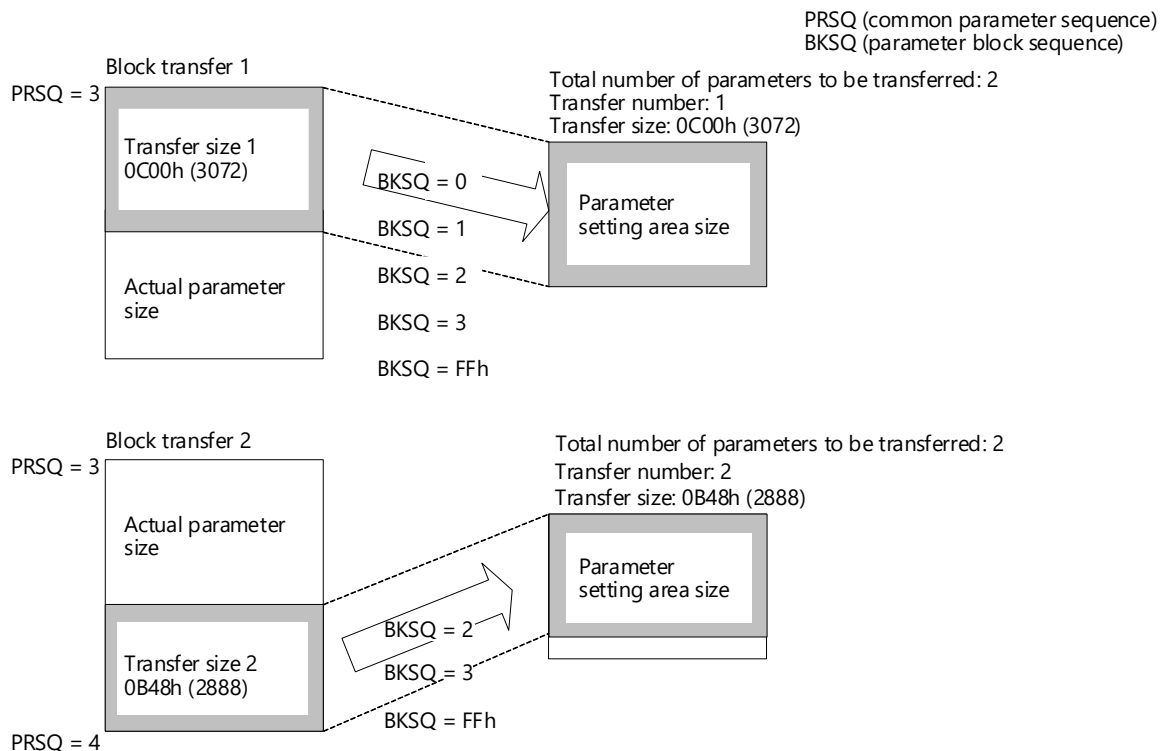 PRSQ (common parameter sequence)
BKSQ (parameter block sequence)
Block transfer 1
PRSQ = 3
Transfer size 1
0C00h (3072)
Actual parameter
size
BKSQ = 0
BKSQ = 1
BKSQ = 2
BKSQ = 3
BKSQ = FFh
Total number of parameters to be transferred: 2
Transfer number: 1
Transfer size: 0C00h (3072)
Parameter
setting area size
Block transfer 2
PRSQ = 3
Actual parameter
size
Transfer size 2
0B48h (2888)
PRSQ = 4
BKSQ = 2
BKSQ = 3
BKSQ = FFh
Total number of parameters to be transferred: 2
Transfer number: 2
Transfer size: 0B48h (2888)
Parameter
setting area size